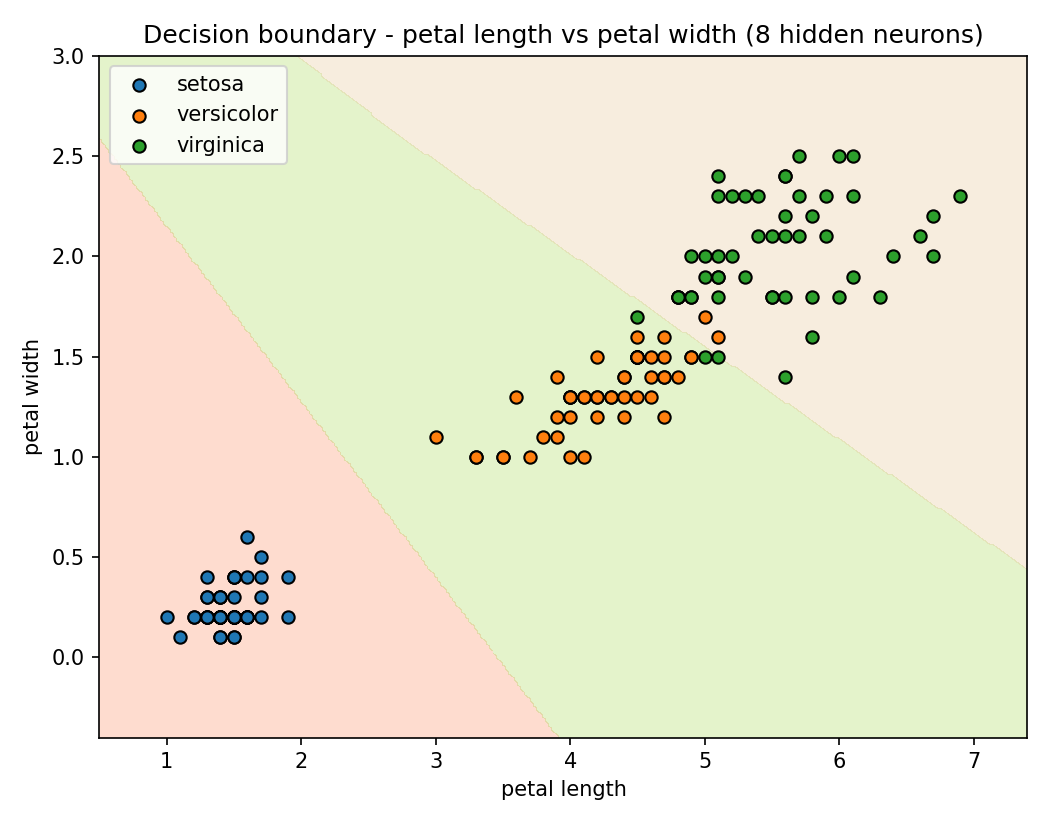 Decision boundary - petal length vs petal width (8 hidden neurons)
setosa
versicolor
virginica
3.0
2.5
2.0
1.5
1.0
0.5
0.0
petal width
1 2 3 4 5 6 7
petal length